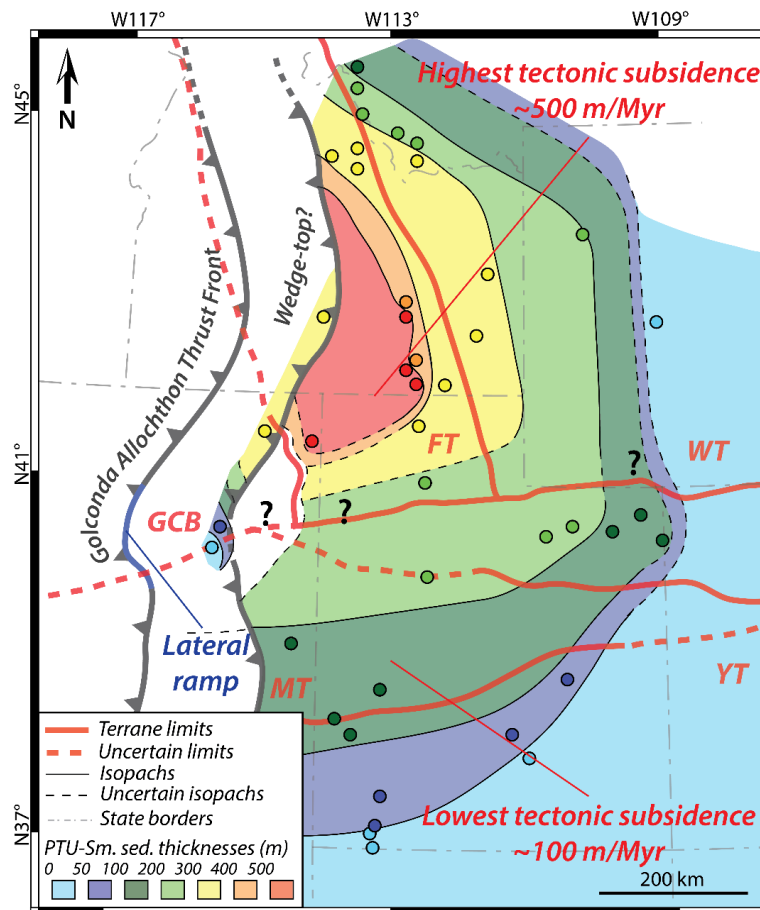 W117° W113° W109°
N45°
N
Highest tectonic subsidence
~500 m/Myr
Golconda Allochthon Thrust Front
Wedge-top?
N41°
FT
WT
?
?
?
GCB
Lateral
ramp
MT
YT
Terrane limits
Uncertain limits
Isopachs
Uncertain isopachs
State borders
PTU-Sm. sed. thicknesses (m)
0 50 100 200 300 400 500
N37°
Lowest tectonic subsidence
~100 m/Myr
200 km